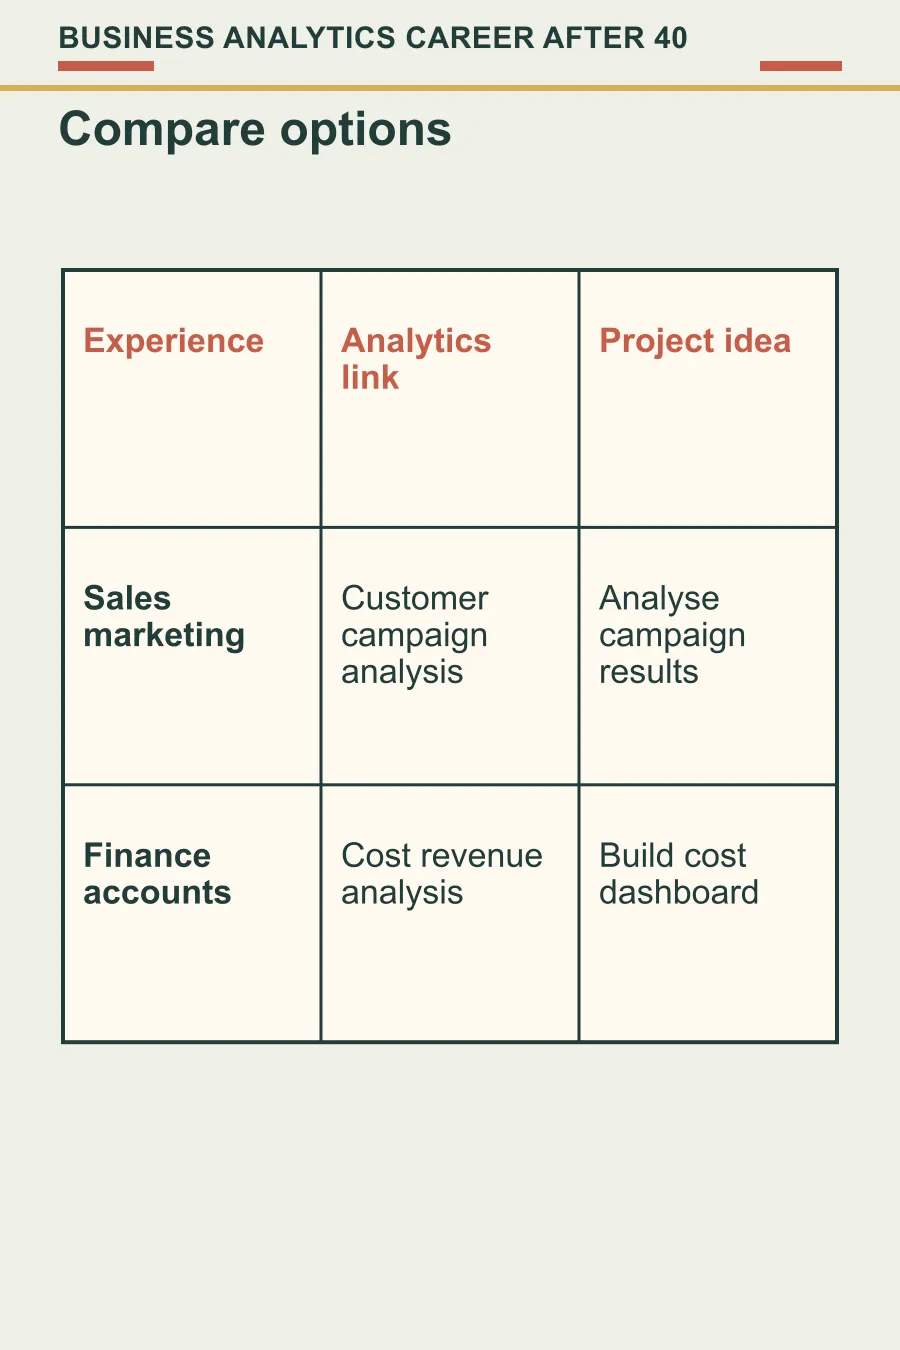 BUSINESS ANALYTICS CAREER AFTER 40
Compare options
Experience
Analytics
link
Project idea
Sales
marketing
Customer
campaign
analysis
Analyse
campaign
results
Finance
accounts
Cost revenue
analysis
Build cost
dashboard